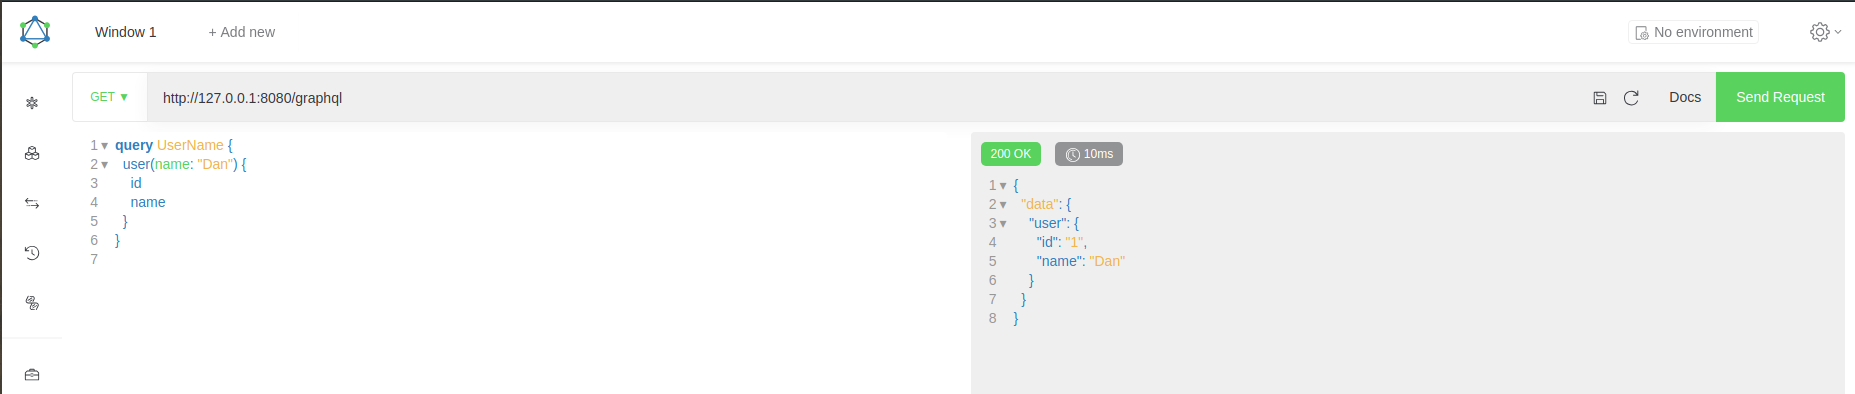 Window 1
+ Add new
No environment
GET ▼
http://127.0.0.1:8080/graphql
Docs
Send Request
1 ▼ query UserName {
2 ▼ user(name: "Dan") {
3 id
4 name
5 }
6 }
7
200 OK
10ms
1 ▼ {
2 ▼ "data": {
3 ▼ "user": {
4 "id": "1",
5 "name": "Dan"
6 }
7 }
8 }